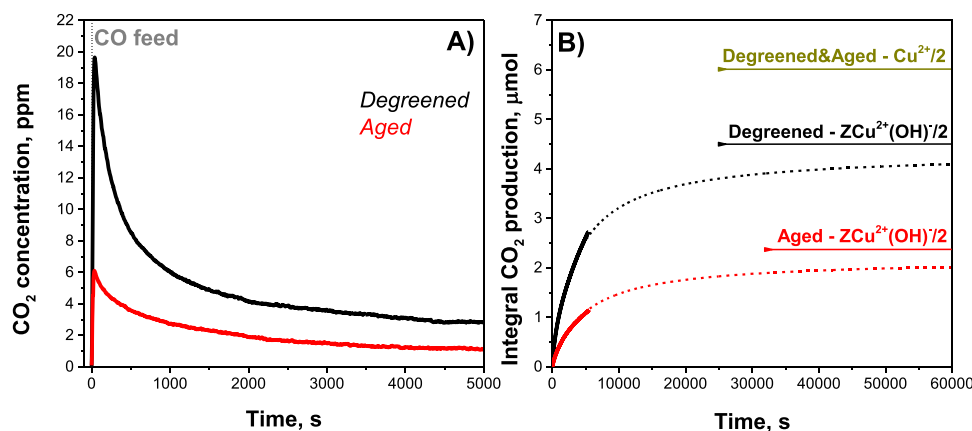 CO₂ concentration, ppm
22
20
18
16
14
12
10
8
6
4
2
0
CO feed
A)
Degreened
Aged
0
1000
2000
3000
4000
5000
Time, s
Integral CO₂ production, μmol
7
6
5
4
3
2
1
0
B)
Degreened&Aged - Cu²⁺/2
Degreened - ZCu²⁺(OH)⁻/2
Aged - ZCu²⁺(OH)⁻/2
0
10000
20000
30000
40000
50000
60000
Time, s